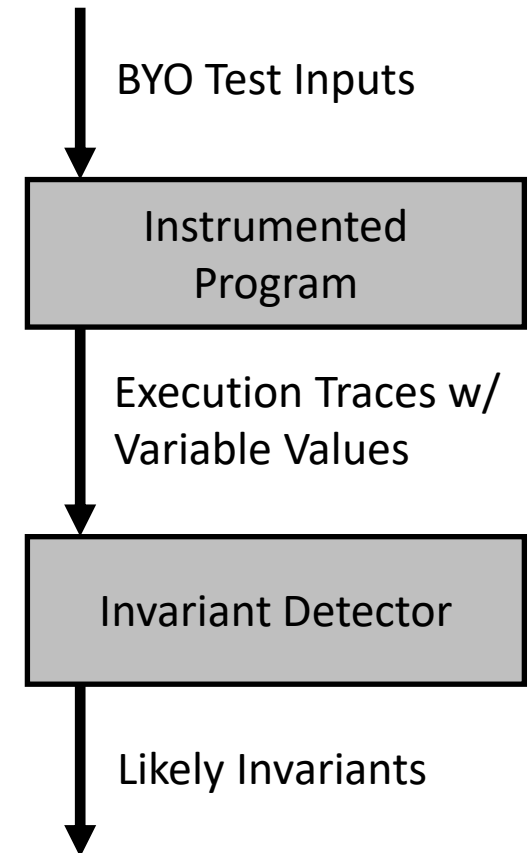 BYO Test Inputs
Instrumented
Program
Execution Traces w/
Variable Values
Invariant Detector
Likely Invariants